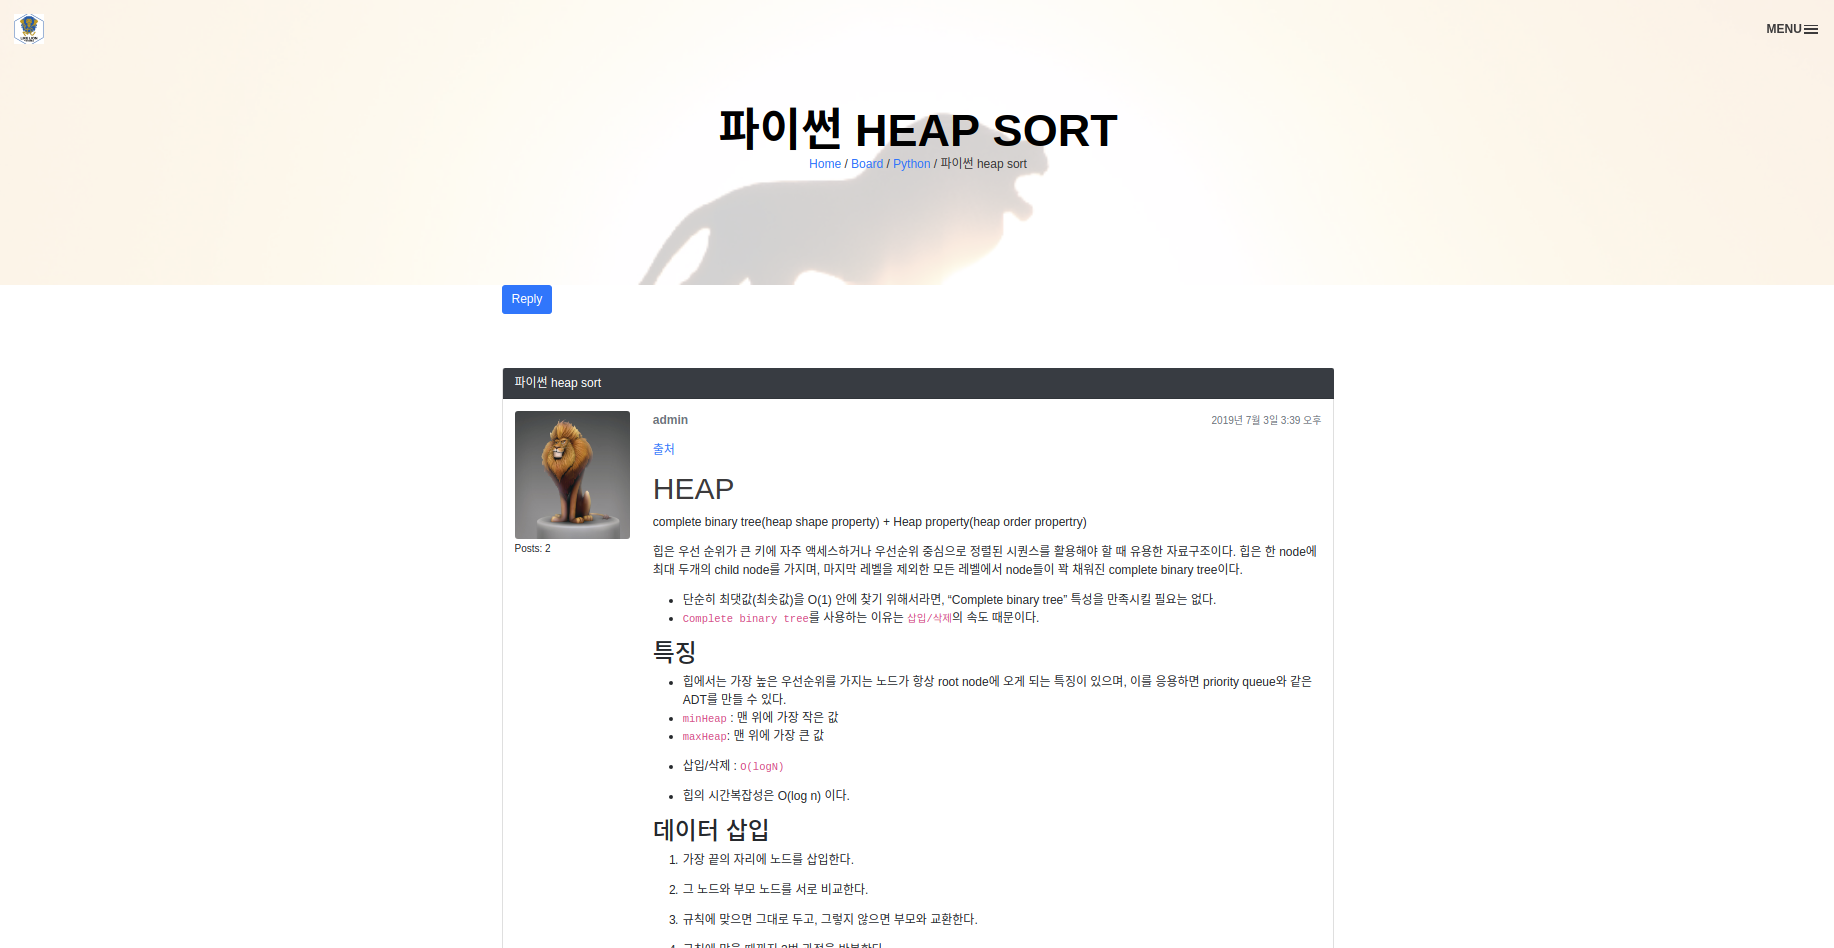 MENU
파이썬 HEAP SORT
Home / Board / Python / 파이썬 heap sort
Reply
파이썬 heap sort
admin
2019년 7월 3일 3:39 오후
출처
HEAP
complete binary tree(heap shape property) + Heap property(heap order propertry)
힙은 우선 순위가 큰 키에 자주 액세스하거나 우선순위 중심으로 정렬된 시퀀스를 활용해야 할 때 유용한 자료구조이다. 힙은 한 node에
최대 두개의 child node를 가지며, 마지막 레벨을 제외한 모든 레벨에서 node들이 꽉 채워진 complete binary tree이다.
Posts: 2
• 단순히 최댓값(최솟값)을 O(1) 안에 찾기 위해서라면, “Complete binary tree” 특성을 만족시킬 필요는 없다.
• Complete binary tree를 사용하는 이유는 삽입/삭제의 속도 때문이다.
특징
• 힙에서는 가장 높은 우선순위를 가지는 노드가 항상 root node에 오게 되는 특징이 있으며, 이를 응용하면 priority queue와 같은
ADT를 만들 수 있다.
• minHeap : 맨 위에 가장 작은 값
• maxHeap: 맨 위에 가장 큰 값
• 삽입/삭제 : O(logN)
• 힙의 시간복잡성은 O(log n) 이다.
데이터 삽입
1. 가장 끝의 자리에 노드를 삽입한다.
2. 그 노드와 부모 노드를 서로 비교한다.
3. 규칙에 맞으면 그대로 두고, 그렇지 않으면 부모와 교환한다.
4. 규칙에 맞을 때까지 3번 과정을 반복한다.